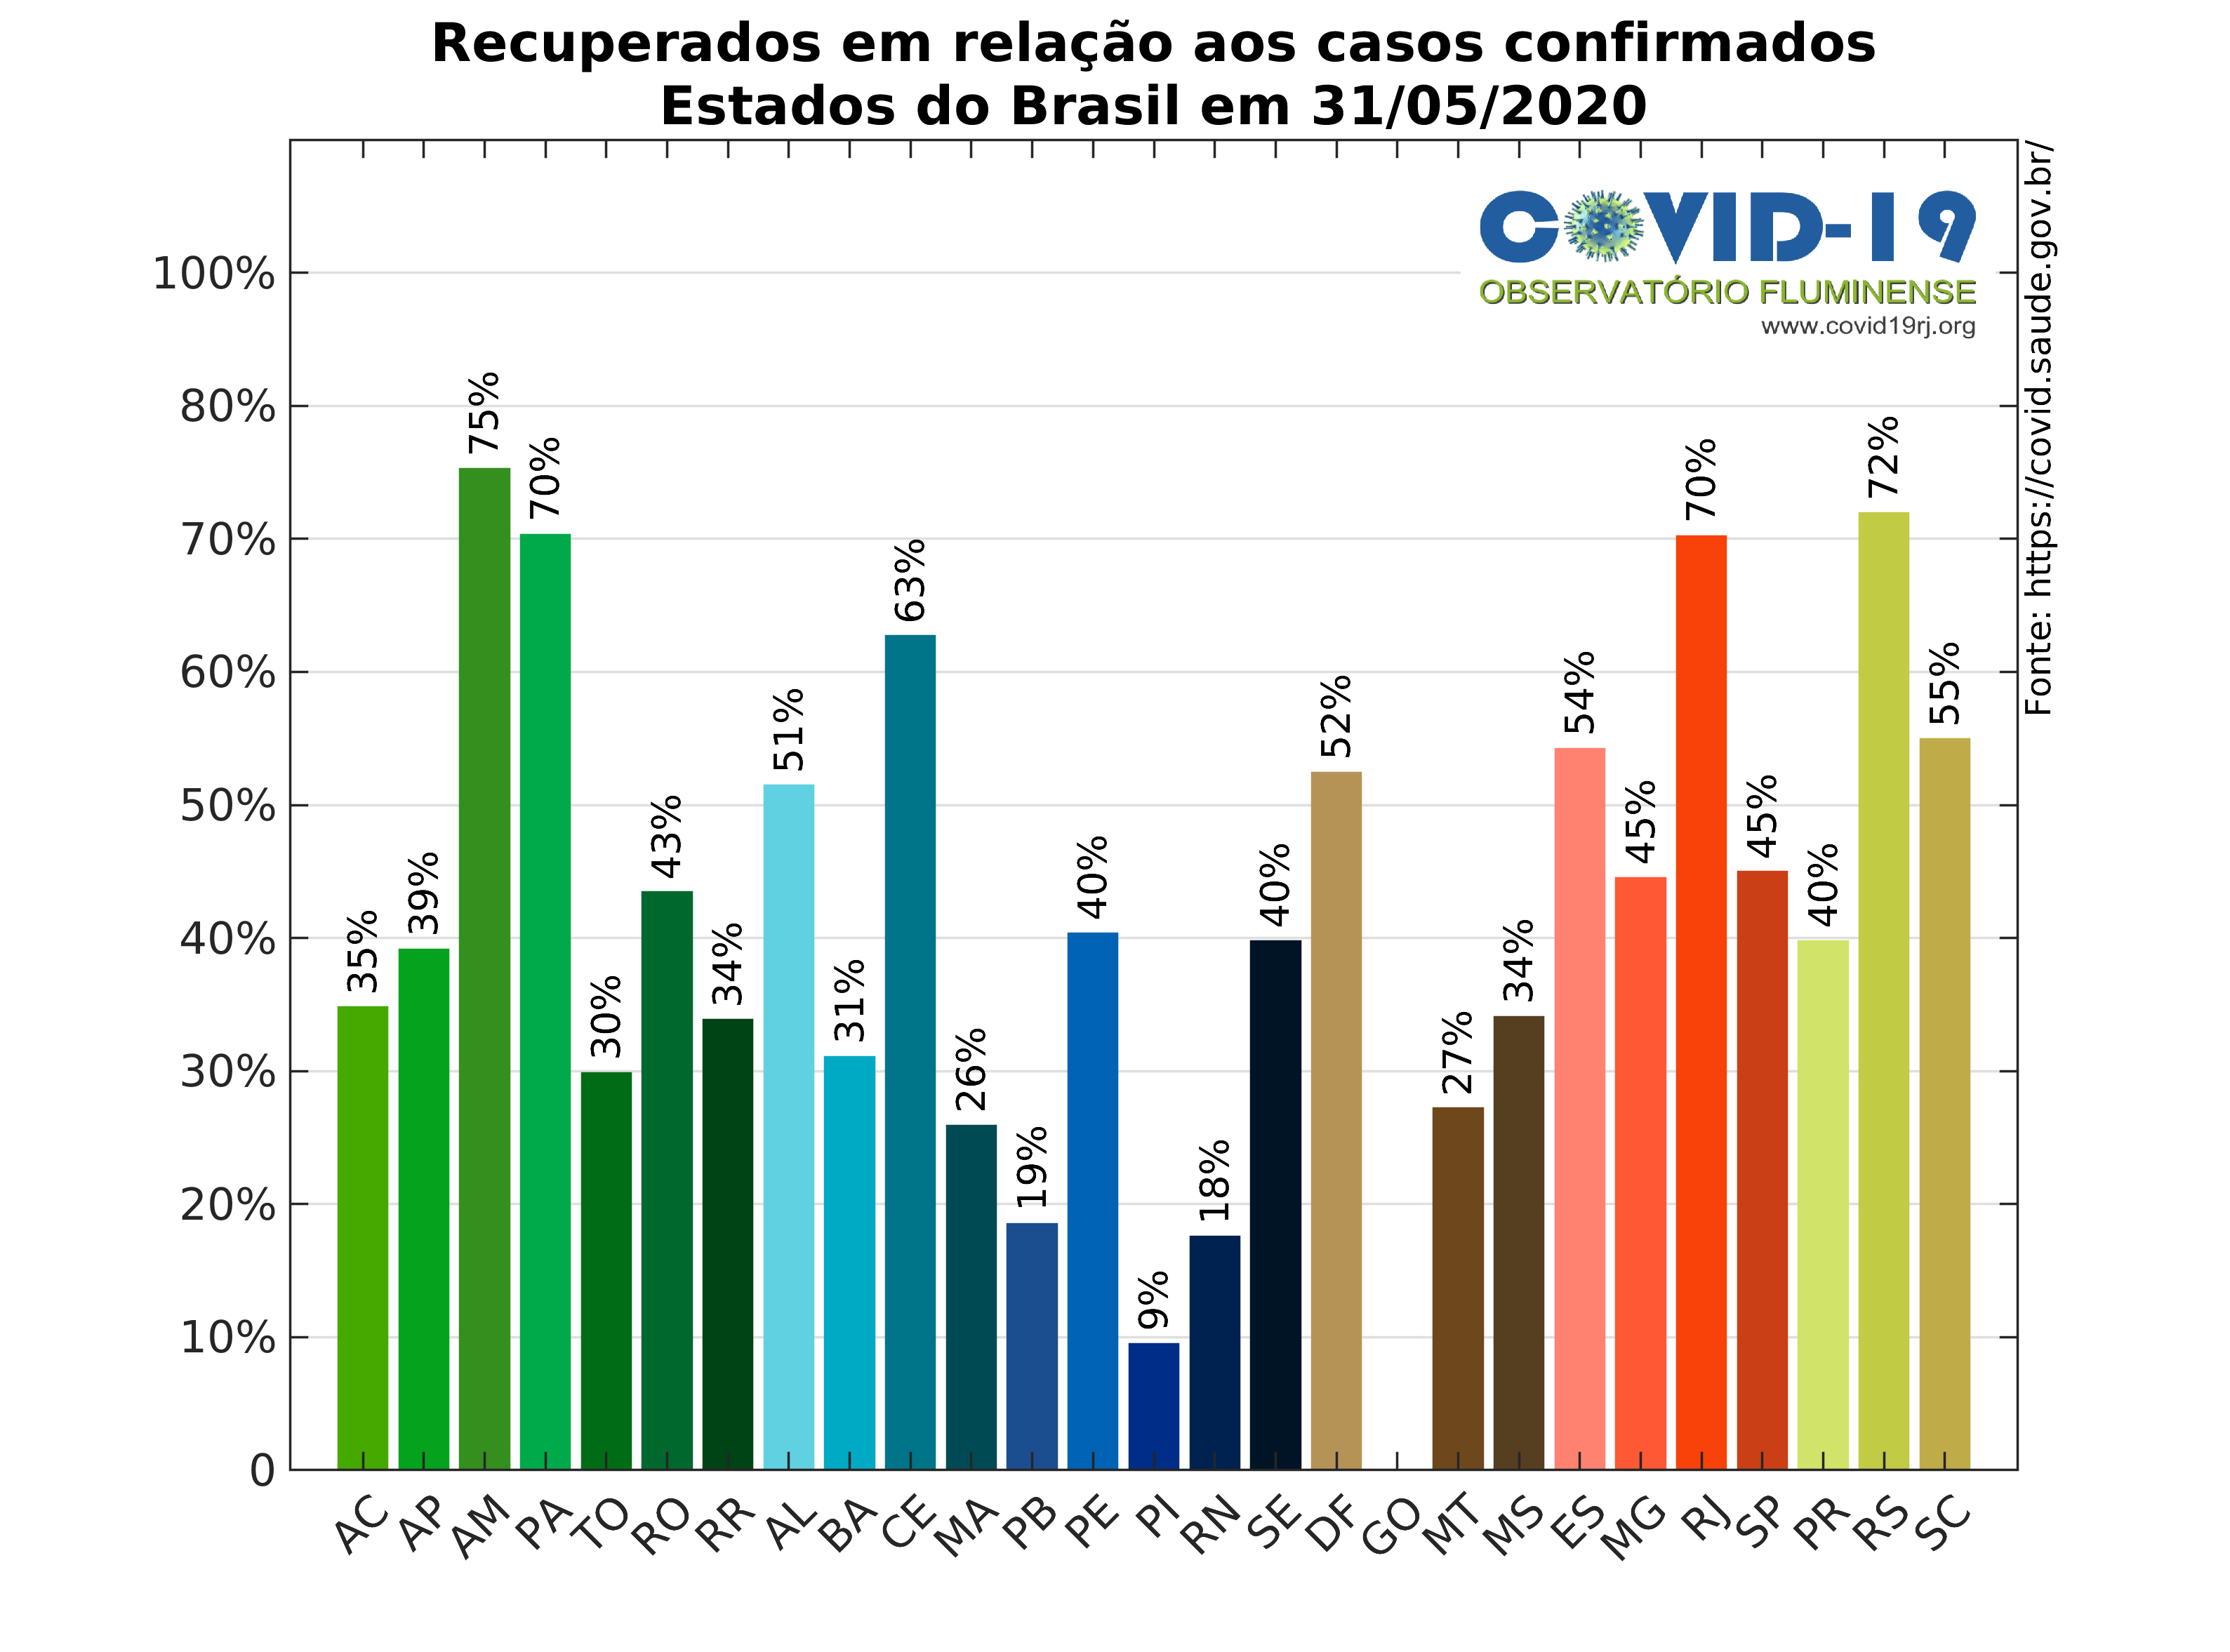 Recuperados em relação aos casos confirmados
Estados do Brasil em 31/05/2020
COVID-19
OBSERVATÓRIO FLUMINENSE
www.covid19rj.org
Fonte: https://covid.saude.gov.br/
100%
80%
70%
60%
50%
40%
30%
20%
10%
0
35%
39%
75%
70%
30%
43%
34%
51%
31%
63%
26%
19%
40%
9%
18%
40%
52%
27%
34%
54%
45%
70%
45%
40%
72%
55%
AC
AP
AM
PA
TO
RO
RR
AL
BA
CE
MA
PB
PE
PI
RN
SE
DF
GO
MT
MS
ES
MG
RJ
SP
PR
RS
SC